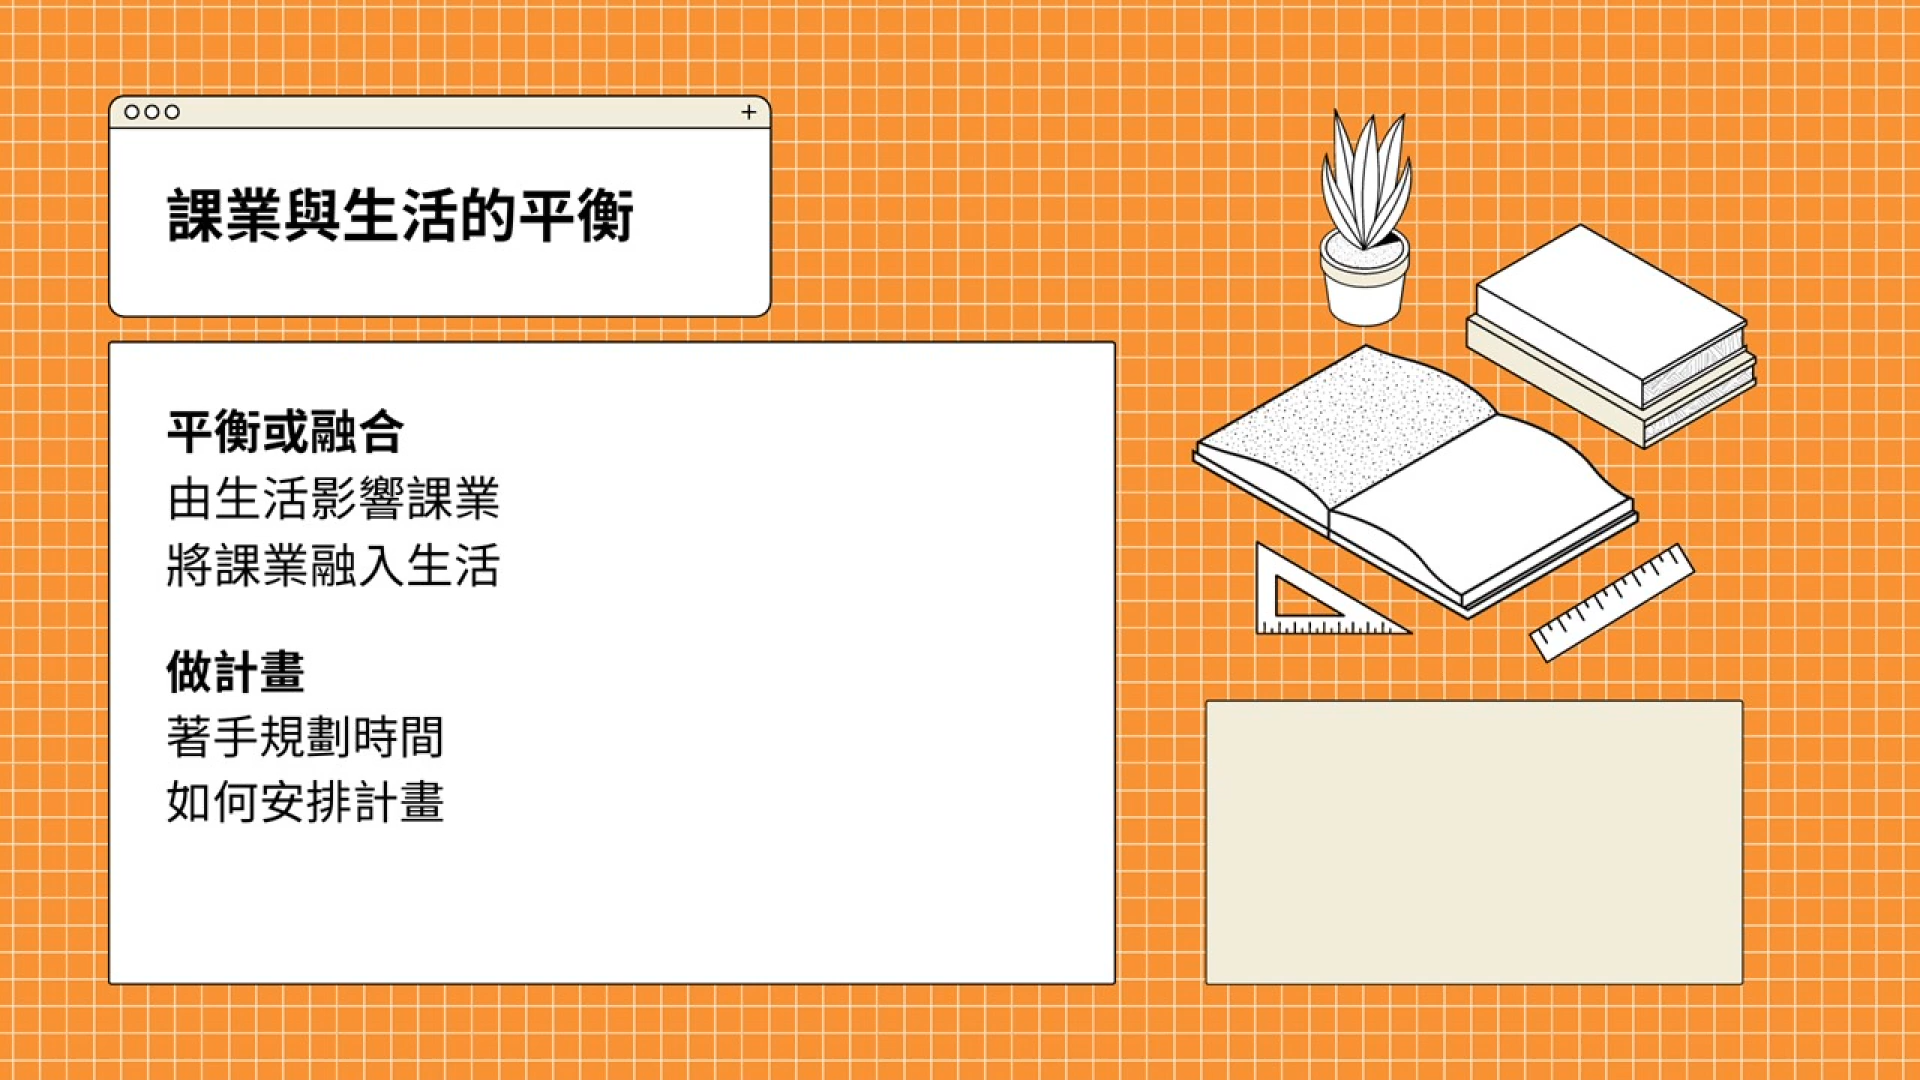 課業與生活的平衡
平衡或融合
由生活影響課業
將課業融入生活
做計畫
著手規劃時間
如何安排計畫